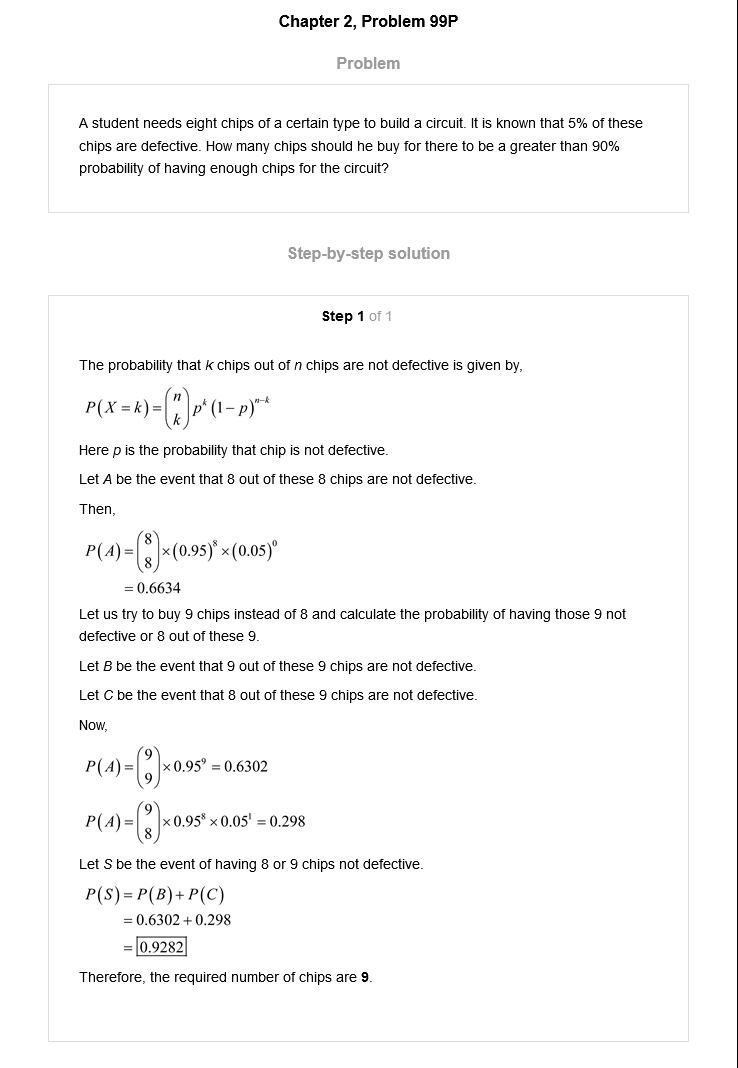 Chapter 2, Problem 99P
Problem
A student needs eight chips of a certain type to build a circuit. It is known that 5% of these
chips are defective. How many chips should he buy for there to be a greater than 90%
probability of having enough chips for the circuit?
Step-by-step solution
Step 1 of 1
The probability that k chips out of n chips are not defective is given by,
P(X = k) = (n k) p^k (1 − p)^(n−k)
Here p is the probability that chip is not defective.
Let A be the event that 8 out of these 8 chips are not defective.
Then,
P(A) = (8 8) × (0.95)^8 × (0.05)^0
= 0.6634
Let us try to buy 9 chips instead of 8 and calculate the probability of having those 9 not
defective or 8 out of these 9.
Let B be the event that 9 out of these 9 chips are not defective.
Let C be the event that 8 out of these 9 chips are not defective.
Now,
P(A) = (9 9) × 0.95^9 = 0.6302
P(A) = (9 8) × 0.95^8 × 0.05^1 = 0.298
Let S be the event of having 8 or 9 chips not defective.
P(S) = P(B) + P(C)
= 0.6302 + 0.298
= 0.9282
Therefore, the required number of chips are 9.